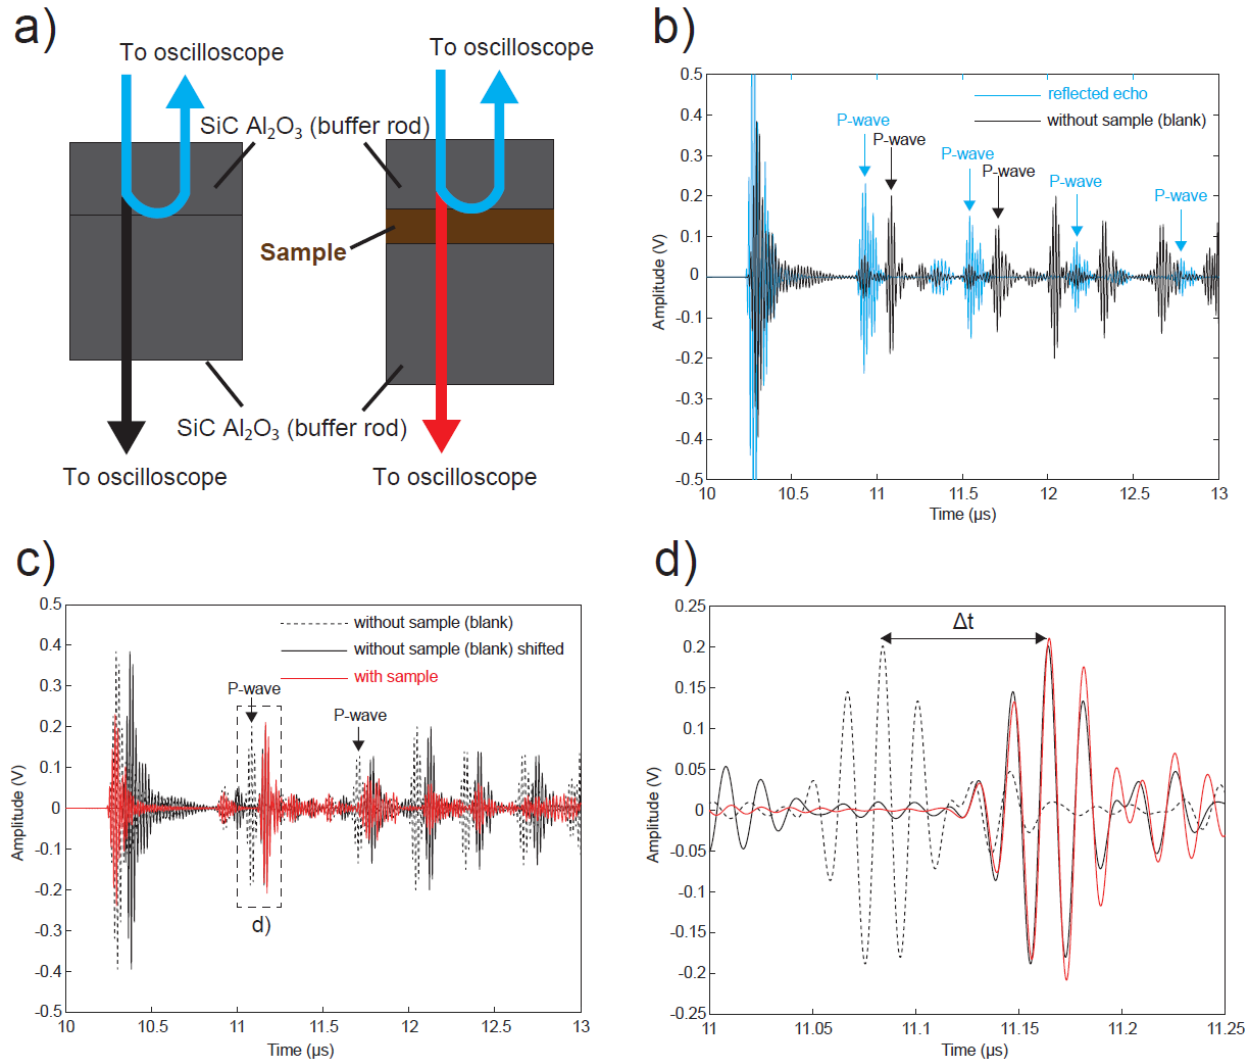 a)
To oscilloscope
To oscilloscope
SiC Al₂O₃ (buffer rod)
Sample
SiC Al₂O₃ (buffer rod)
To oscilloscope
To oscilloscope
b)
0.5
0.4
0.3
0.2
0.1
0
-0.1
-0.2
-0.3
-0.4
-0.5
Amplitude (V)
reflected echo
without sample (blank)
P-wave
P-wave
P-wave
P-wave
P-wave
P-wave
10
10.5
11
11.5
12
12.5
13
Time (µs)
c)
0.5
0.4
0.3
0.2
0.1
0
-0.1
-0.2
-0.3
-0.4
-0.5
Amplitude (V)
without sample (blank)
without sample (blank) shifted
with sample
P-wave
P-wave
d)
10
10.5
11
11.5
12
12.5
13
Time (µs)
d)
0.25
0.2
0.15
0.1
0.05
0
-0.05
-0.1
-0.15
-0.2
-0.25
Amplitude (V)
Δt
11
11.05
11.1
11.15
11.2
11.25
Time (µs)